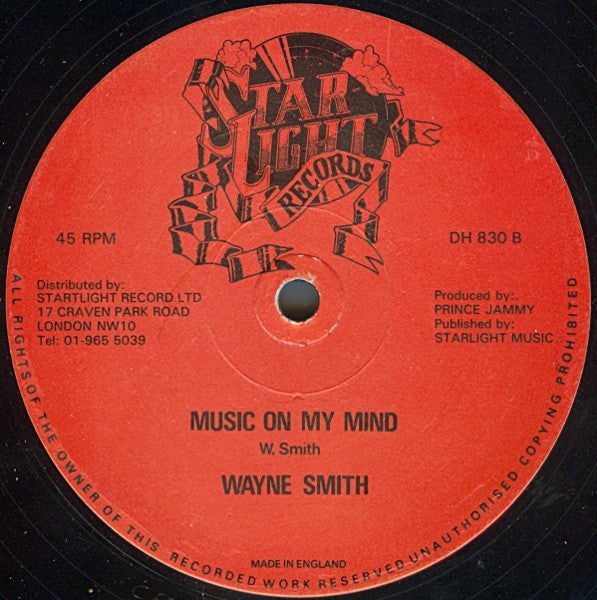 STAR
LIGHT
RECORDS
45 RPM
DH 830 B
Distributed by:
STARTLIGHT RECORD LTD
17 CRAVEN PARK ROAD
LONDON NW10
Tel: 01-965 5039
Produced by:.
PRINCE JAMMY
Published by:
STARLIGHT MUSIC
MUSIC ON MY MIND
W. Smith
WAYNE SMITH
MADE IN ENGLAND
ALL RIGHTS OF THE OWNER OF THIS RECORDED WORK RESERVED UNAUTHORISED COPYING PROHIBITED